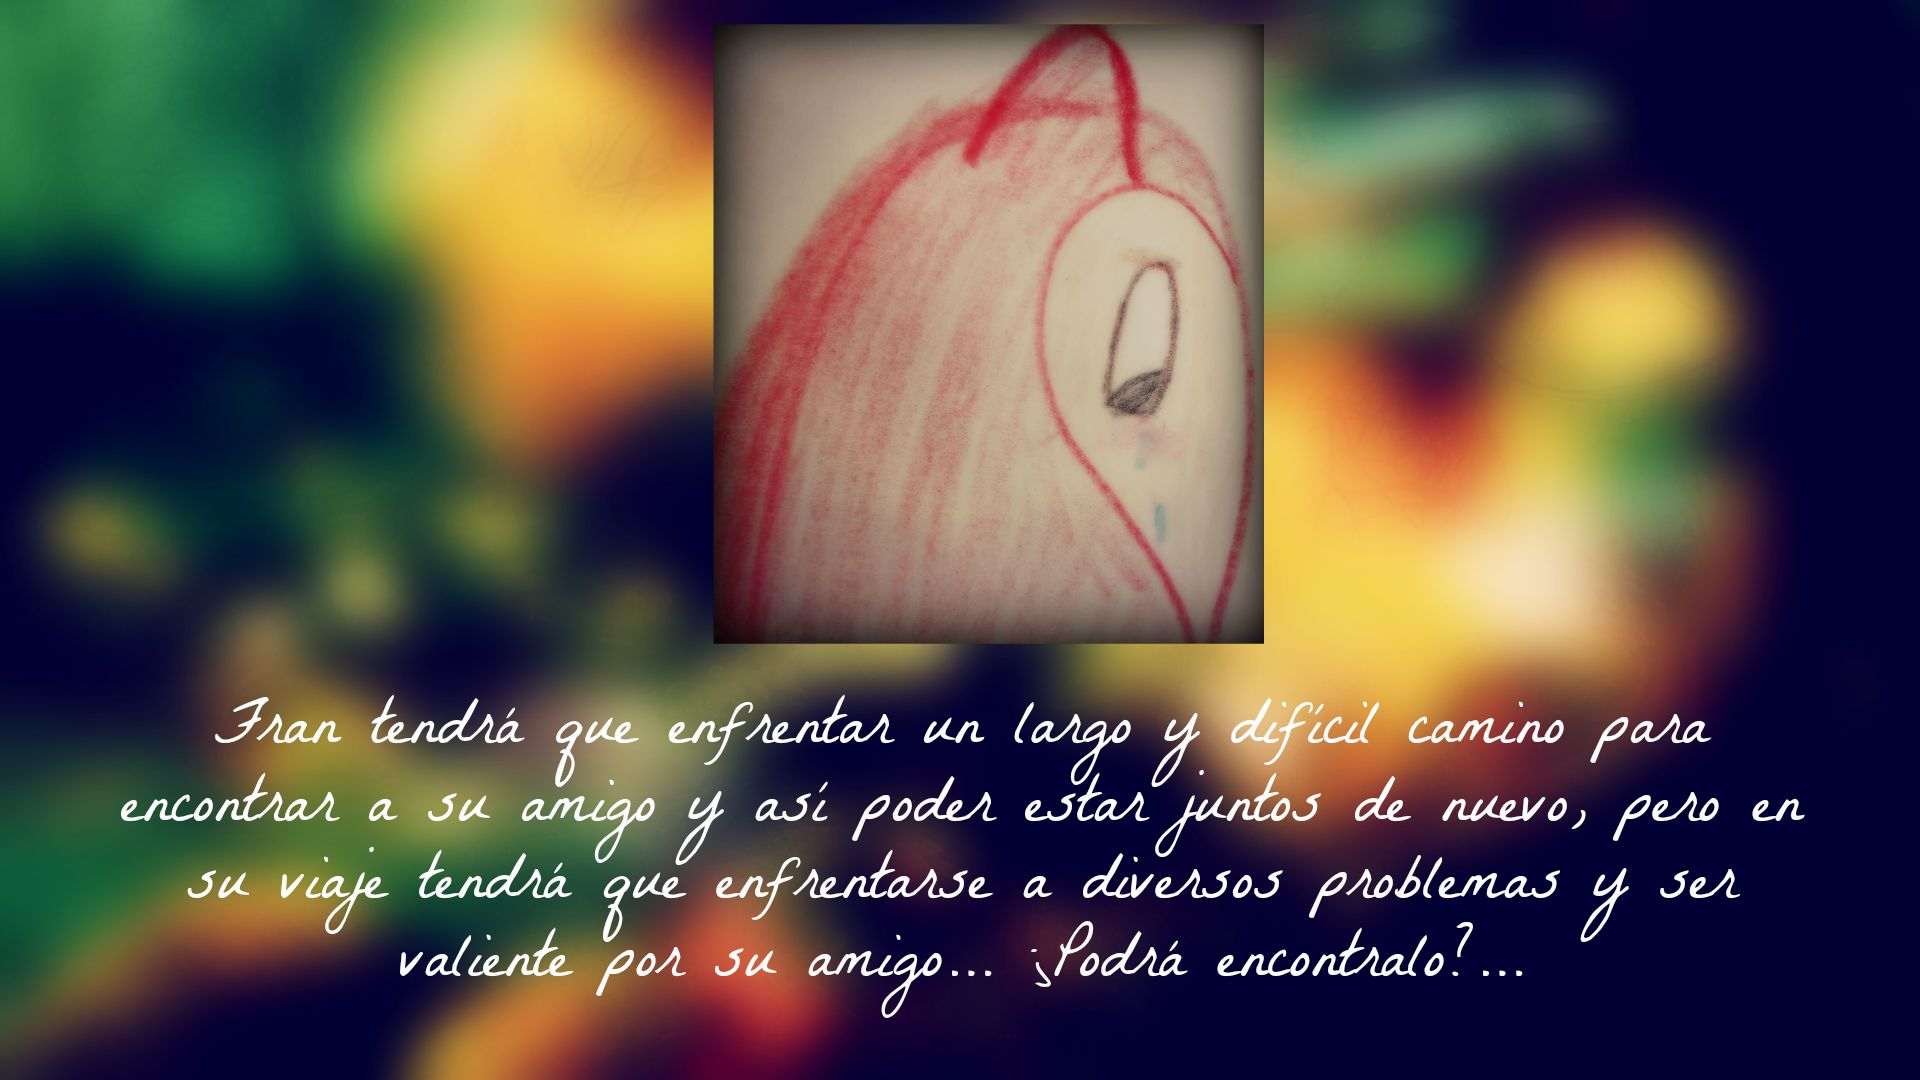 Fran tendrá que enfrentar un largo y difícil camino para
encontrar a su amigo y así poder estar juntos de nuevo, pero en
su viaje tendrá que enfrentarse a diversos problemas y ser
valiente por su amigo... ¿Podrá encontralo?...